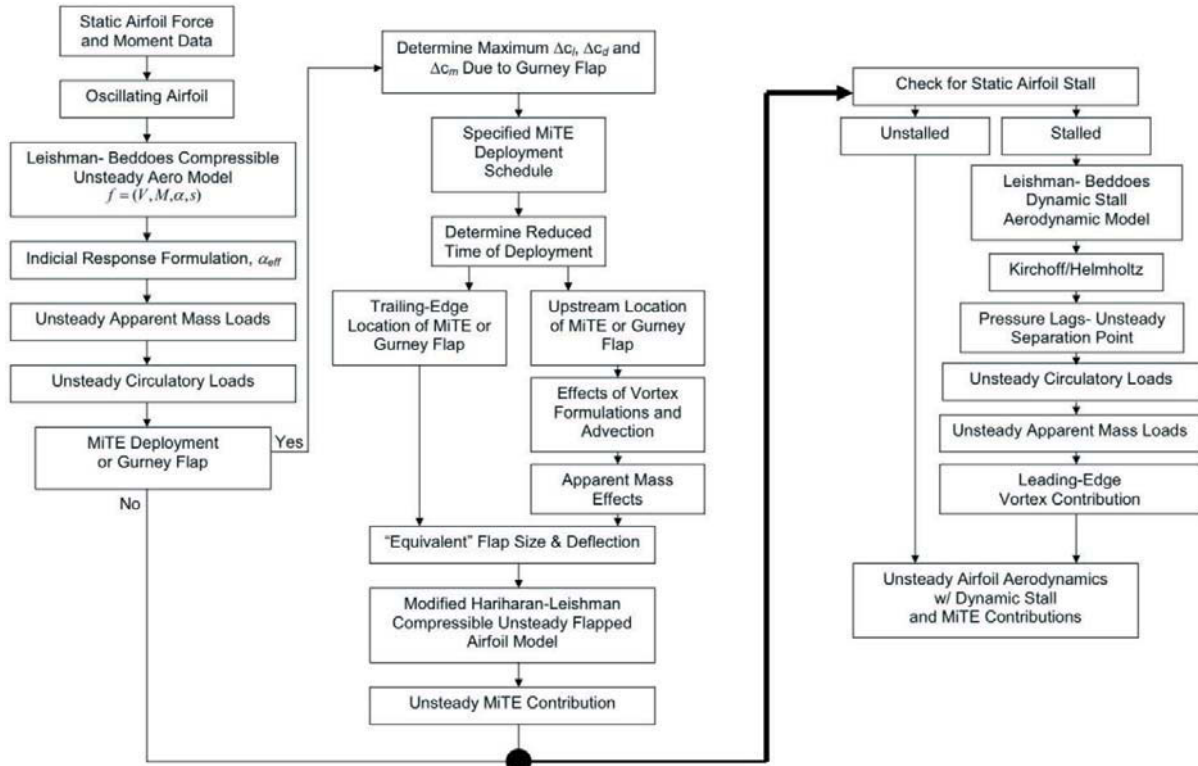 Static Airfoil Force
and Moment Data
Oscillating Airfoil
Leishman- Beddoes Compressible
Unsteady Aero Model
f = (V, M, α, s)
Indicial Response Formulation, αeff
Unsteady Apparent Mass Loads
Unsteady Circulatory Loads
MiTE Deployment
or Gurney Flap
Yes
No
Determine Maximum Δcl, Δcd and
Δcm Due to Gurney Flap
Specified MiTE
Deployment
Schedule
Determine Reduced
Time of Deployment
Trailing-Edge
Location of MiTE or
Gurney Flap
Upstream Location
of MiTE or Gurney
Flap
Effects of Vortex
Formulations and
Advection
Apparent Mass
Effects
“Equivalent” Flap Size & Deflection
Modified Hariharan-Leishman
Compressible Unsteady Flapped
Airfoil Model
Unsteady MiTE Contribution
Check for Static Airfoil Stall
Unstalled
Stalled
Leishman- Beddoes
Dynamic Stall
Aerodynamic Model
Kirchoff/Helmholtz
Pressure Lags- Unsteady
Separation Point
Unsteady Circulatory Loads
Unsteady Apparent Mass Loads
Leading-Edge
Vortex Contribution
Unsteady Airfoil Aerodynamics
w/ Dynamic Stall
and MiTE Contributions